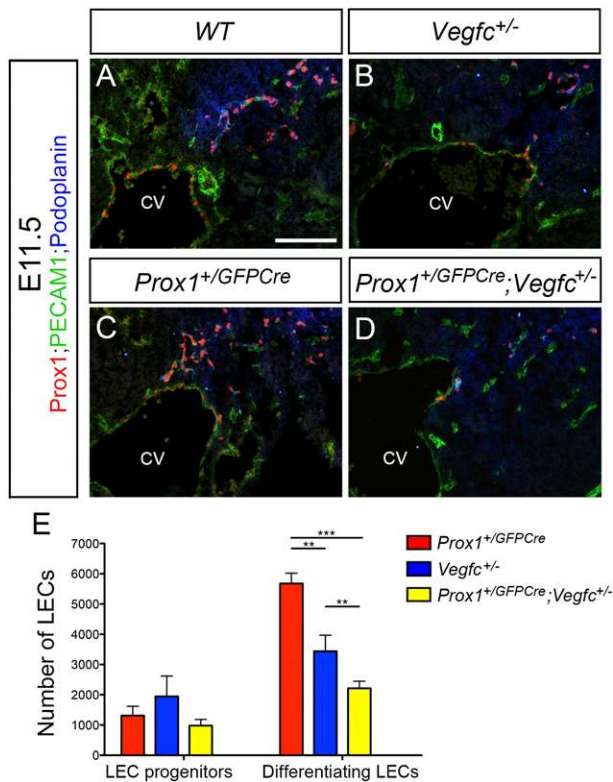 WT
Vegfc+/-
E11.5
Prox1;PECAM1;Podoplanin
A
CV
B
CV
Prox1+/GFPCre
Prox1+/GFPCre;Vegfc+/-
C
CV
D
CV
E
Number of LECs
7000
6000
5000
4000
3000
2000
1000
0
***
**
**
LEC progenitors
Differentiating LECs
Prox1+/GFPCre
Vegfc+/-
Prox1+/GFPCre;Vegfc+/-